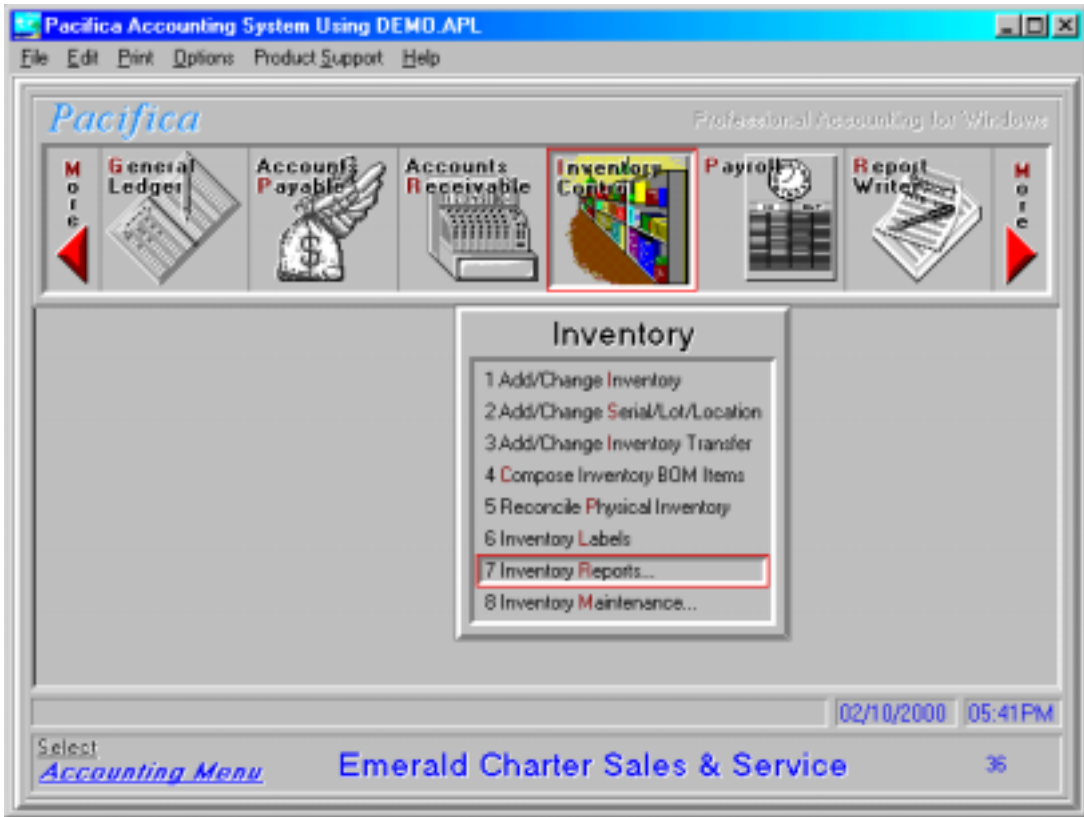 Pacifica Accounting System Using DEMO.APL
File Edit Print Options Product Support Help
Pacifica
Professional Accounting for Windows
More
General Ledger
Accounts Payable
Accounts Receivable
Inventory Control
Payroll
Report Writer
More
Inventory
1 Add/Change Inventory
2 Add/Change Serial/Lot/Location
3 Add/Change Inventory Transfer
4 Compose Inventory BOM Items
5 Reconcile Physical Inventory
6 Inventory Labels
7 Inventory Reports...
8 Inventory Maintenance...
02/10/2000 05:41PM
Select
Accounting Menu
Emerald Charter Sales & Service
36